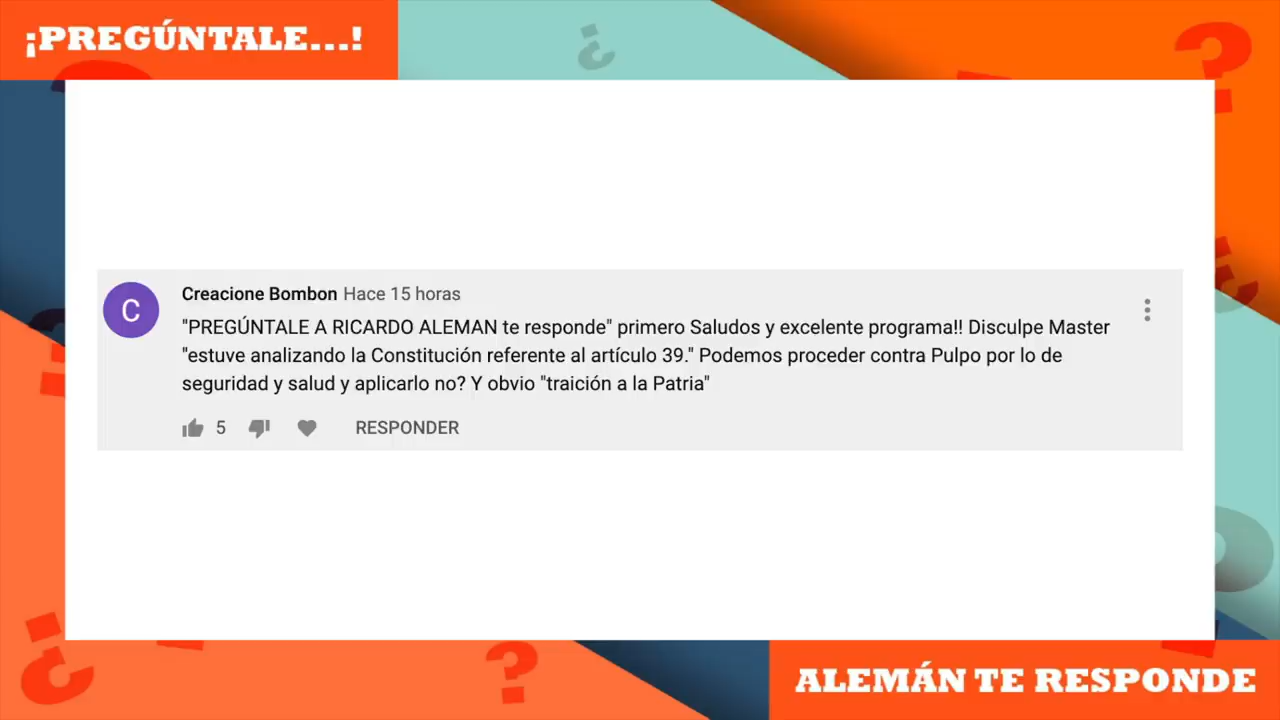 ¡PREGÚNTALE...!
C
Creacione Bombon Hace 15 horas
"PREGÚNTALE A RICARDO ALEMAN te responde" primero Saludos y excelente programa!! Disculpe Master
"estuve analizando la Constitución referente al artículo 39." Podemos proceder contra Pulpo por lo de
seguridad y salud y aplicarlo no? Y obvio "traición a la Patria"
5 RESPONDER
ALEMÁN TE RESPONDE